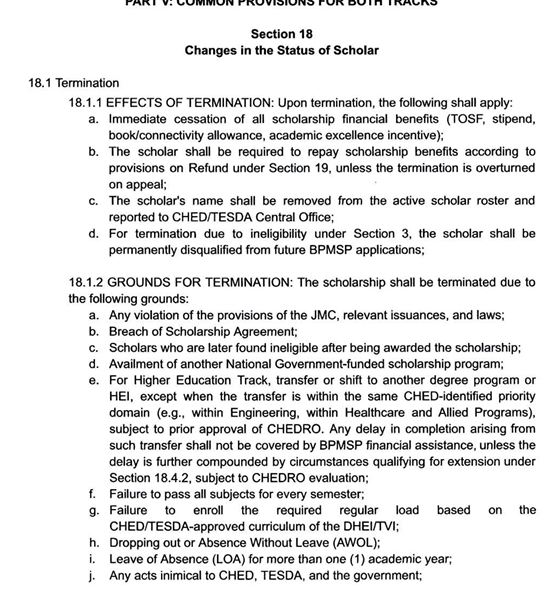 PART V: COMMON PROVISIONS FOR BOTH TRACKS
Section 18
Changes in the Status of Scholar
18.1 Termination
18.1.1 EFFECTS OF TERMINATION: Upon termination, the following shall apply:
a. Immediate cessation of all scholarship financial benefits (TOSF, stipend,
book/connectivity allowance, academic excellence incentive);
b. The scholar shall be required to repay scholarship benefits according to
provisions on Refund under Section 19, unless the termination is overturned
on appeal;
c. The scholar's name shall be removed from the active scholar roster and
reported to CHED/TESDA Central Office;
d. For termination due to ineligibility under Section 3, the scholar shall be
permanently disqualified from future BPMSP applications;
18.1.2 GROUNDS FOR TERMINATION: The scholarship shall be terminated due to
the following grounds:
a. Any violation of the provisions of the JMC, relevant issuances, and laws;
b. Breach of Scholarship Agreement;
c. Scholars who are later found ineligible after being awarded the scholarship;
d. Availment of another National Government-funded scholarship program;
e. For Higher Education Track, transfer or shift to another degree program or
HEI, except when the transfer is within the same CHED-identified priority
domain (e.g., within Engineering, within Healthcare and Allied Programs),
subject to prior approval of CHEDRO. Any delay in completion arising from
such transfer shall not be covered by BPMSP financial assistance, unless the
delay is further compounded by circumstances qualifying for extension under
Section 18.4.2, subject to CHEDRO evaluation;
f. Failure to pass all subjects for every semester;
g. Failure to enroll the required regular load based on the
CHED/TESDA-approved curriculum of the DHEI/TVI;
h. Dropping out or Absence Without Leave (AWOL);
i. Leave of Absence (LOA) for more than one (1) academic year;
j. Any acts inimical to CHED, TESDA, and the government;